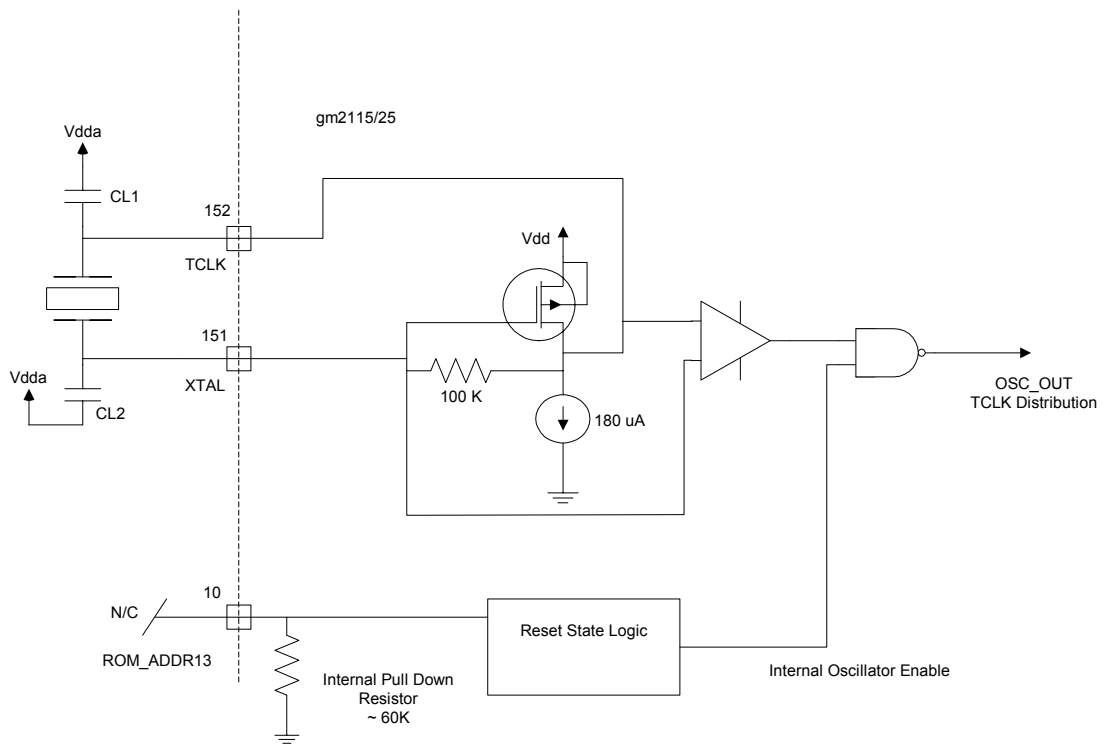 gm2115/25
Vdda
CL1
152
TCLK
Vdd
151
XTAL
Vdda
CL2
100 K
180 uA
OSC_OUT
TCLK Distribution
10
N/C
ROM_ADDR13
Reset State Logic
Internal Oscillator Enable
Internal Pull Down
Resistor
~ 60K